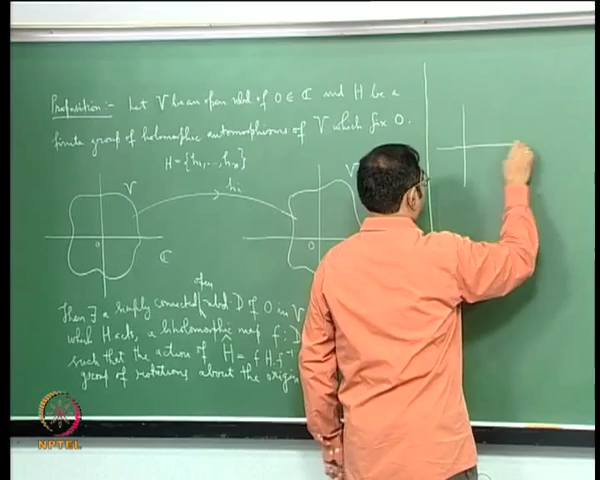 Proposition :- Let V be an open nbd. of 0 ∈ ℂ and H be a
finite group of holomorphic automorphisms of V which fix 0.
H = {h₁,...,hₙ}
V
hᵢ
V
0
ℂ
0
open
Then ∃ a simply connected nbd. D of 0 in V
which H acts, a biholomorphic map f: D
such that the action of Ĥ = f H f⁻¹
group of rotations about the origin
NPTEL